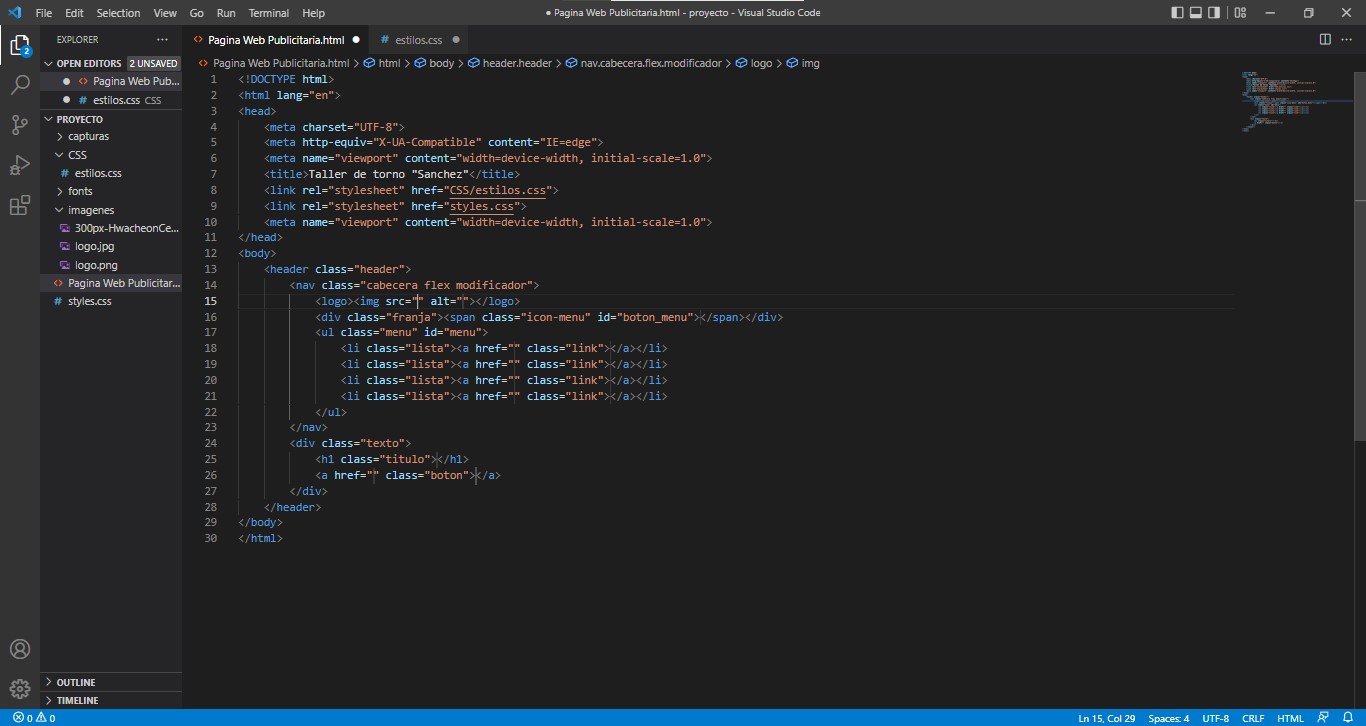 File Edit Selection View Go Run Terminal Help
● Pagina Web Publicitaria.html - proyecto - Visual Studio Code
EXPLORER ···
OPEN EDITORS 2 UNSAVED
● <> Pagina Web Pub...
● # estilos.css CSS
PROYECTO
capturas
CSS
# estilos.css
fonts
imagenes
300px-HwacheonCe...
logo.jpg
logo.png
<> Pagina Web Publicitar...
# styles.css
OUTLINE
TIMELINE
2
<> Pagina Web Publicitaria.html ● # estilos.css ●
<> Pagina Web Publicitaria.html > html > body > header.header > nav.cabecera.flex.modificador > logo > img
1 <!DOCTYPE html>
2 <html lang="en">
3 <head>
4 <meta charset="UTF-8">
5 <meta http-equiv="X-UA-Compatible" content="IE=edge">
6 <meta name="viewport" content="width=device-width, initial-scale=1.0">
7 <title>Taller de torno "Sanchez"</title>
8 <link rel="stylesheet" href="CSS/estilos.css">
9 <link rel="stylesheet" href="styles.css">
10 <meta name="viewport" content="width=device-width, initial-scale=1.0">
11 </head>
12 <body>
13 <header class="header">
14 <nav class="cabecera flex modificador">
15 <logo><img src="" alt=""></logo>
16 <div class="franja"><span class="icon-menu" id="boton_menu"></span></div>
17 <ul class="menu" id="menu">
18 <li class="lista"><a href="" class="link"></a></li>
19 <li class="lista"><a href="" class="link"></a></li>
20 <li class="lista"><a href="" class="link"></a></li>
21 <li class="lista"><a href="" class="link"></a></li>
22 </ul>
23 </nav>
24 <div class="texto">
25 <h1 class="titulo"></h1>
26 <a href="" class="boton"></a>
27 </div>
28 </header>
29 </body>
30 </html>
0 0 Ln 15, Col 29 Spaces: 4 UTF-8 CRLF HTML